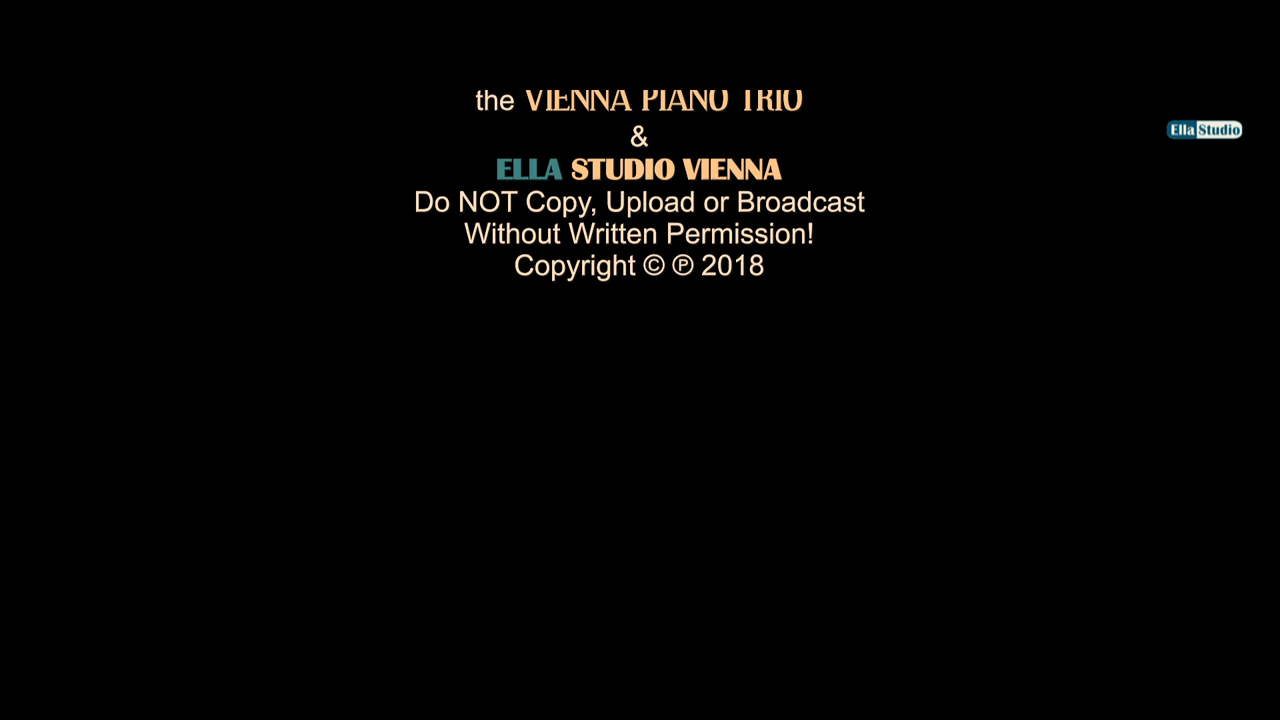 the VIENNA PIANO TRIO
&
ELLA STUDIO VIENNA
Do NOT Copy, Upload or Broadcast
Without Written Permission!
Copyright © ℗ 2018
Ella Studio